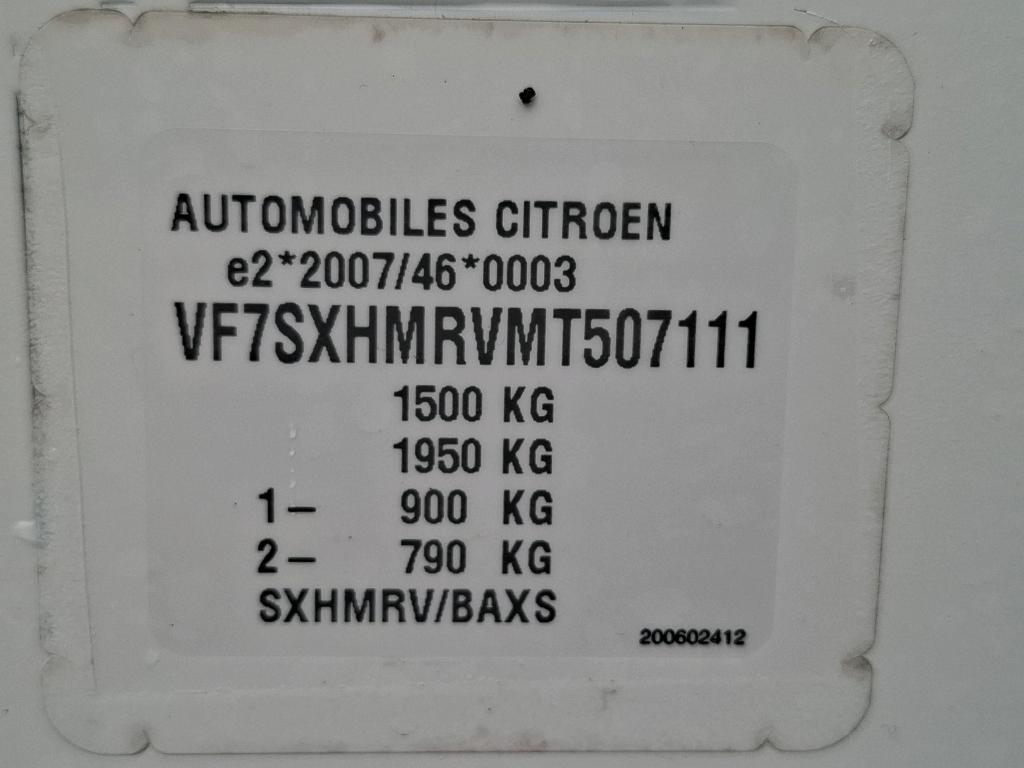 AUTOMOBILES CITROEN
e2*2007/46*0003
VF7SXHMRVMT507111
1500 KG
1950 KG
1- 900 KG
2- 790 KG
SXHMRV/BAXS
200602412